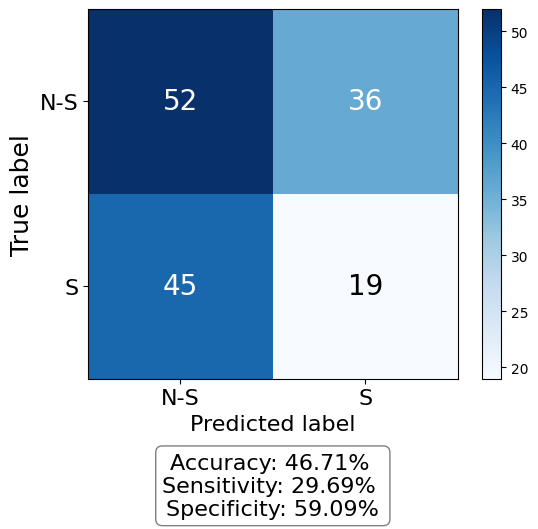 True label
N-S
52
36
S
45
19
N-S
S
Predicted label
50
45
40
35
30
25
20
Accuracy: 46.71%
Sensitivity: 29.69%
Specificity: 59.09%